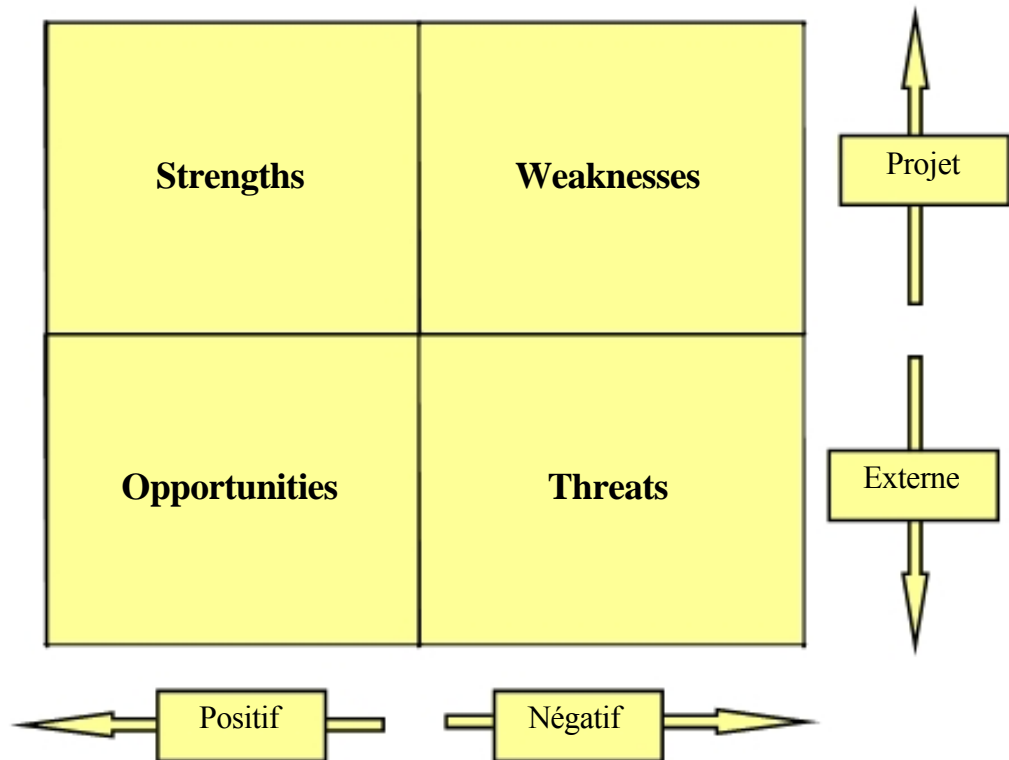 Strengths
Weaknesses
Projet
Opportunities
Threats
Externe
Positif
Négatif